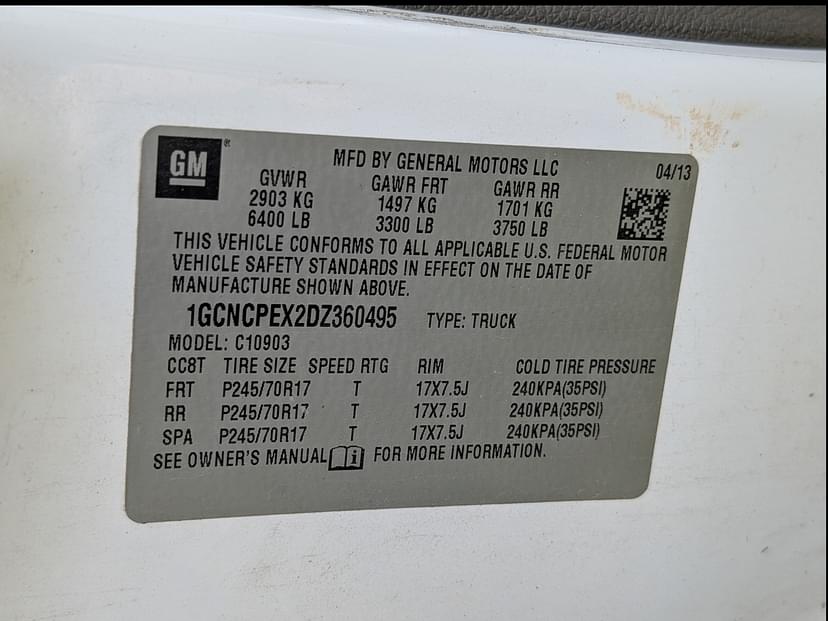 GM ®
MFD BY GENERAL MOTORS LLC 04/13
GVWR GAWR FRT GAWR RR
2903 KG 1497 KG 1701 KG
6400 LB 3300 LB 3750 LB
THIS VEHICLE CONFORMS TO ALL APPLICABLE U.S. FEDERAL MOTOR
VEHICLE SAFETY STANDARDS IN EFFECT ON THE DATE OF
MANUFACTURE SHOWN ABOVE.
1GCNCPEX2DZ360495 TYPE: TRUCK
MODEL: C10903
CC8T TIRE SIZE SPEED RTG RIM COLD TIRE PRESSURE
FRT P245/70R17 T 17X7.5J 240KPA(35PSI)
RR P245/70R17 T 17X7.5J 240KPA(35PSI)
SPA P245/70R17 T 17X7.5J 240KPA(35PSI)
SEE OWNER'S MANUAL i FOR MORE INFORMATION.